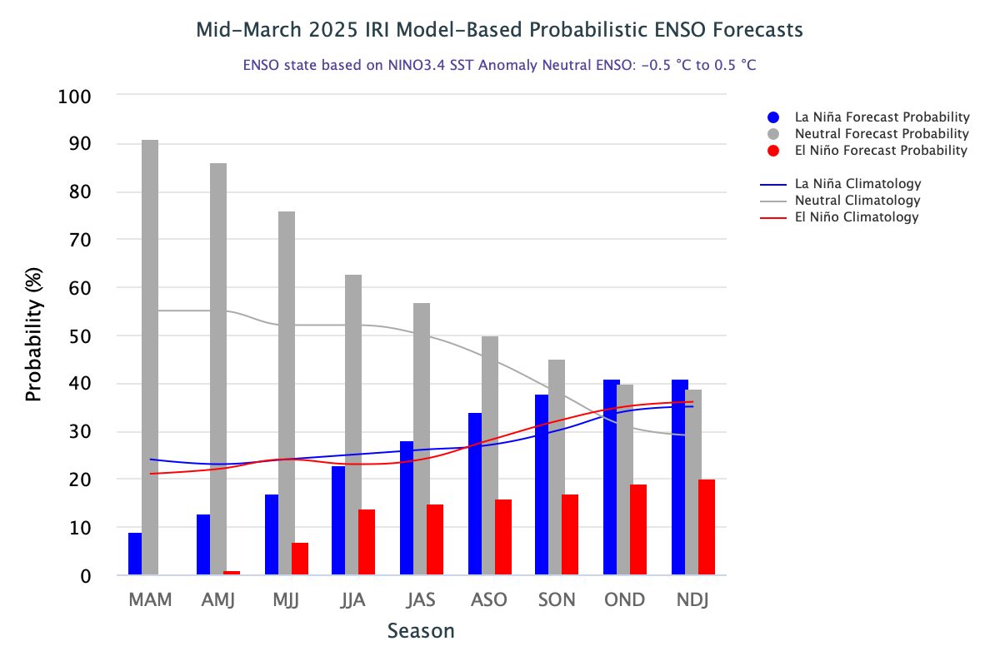 Mid-March 2025 IRI Model-Based Probabilistic ENSO Forecasts
ENSO state based on NINO3.4 SST Anomaly Neutral ENSO: -0.5 °C to 0.5 °C
La Niña Forecast Probability
Neutral Forecast Probability
El Niño Forecast Probability
La Niña Climatology
Neutral Climatology
El Niño Climatology
Probability (%)
100
90
80
70
60
50
40
30
20
10
0
MAM AMJ MJJ JJA JAS ASO SON OND NDJ
Season